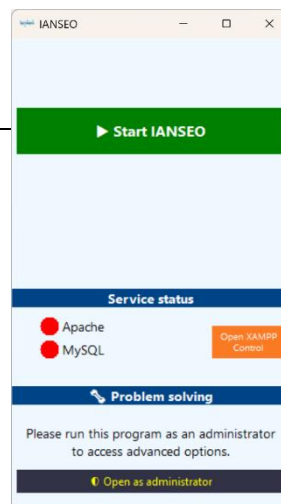 IANSEO
▶ Start IANSEO
Service status
Apache
MySQL
Open XAMPP
Control
Problem solving
Please run this program as an administrator
to access advanced options.
Open as administrator